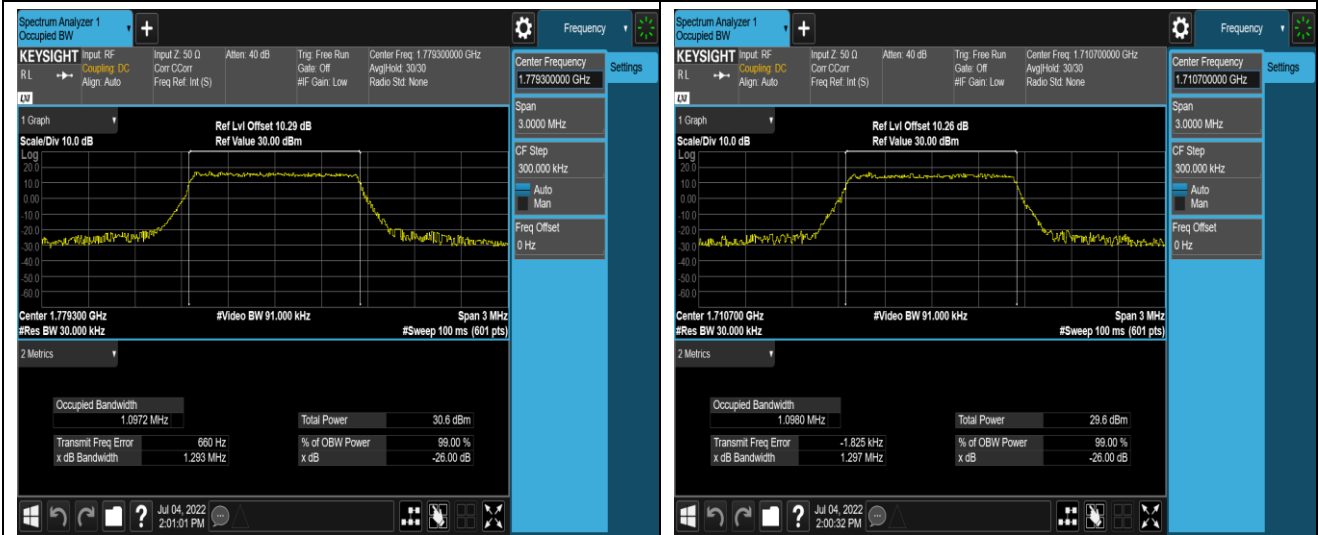 Spectrum Analyzer 1
Occupied BW
+
Frequency
KEYSIGHT Input: RF Input Z: 50 Ω Atten: 40 dB Trig: Free Run Center Freq: 1.779300000 GHz
RL Coupling: DC Corr CCorr Gate: Off Avg|Hold: 30/30
Align: Auto Freq Ref: Int (S) #IF Gain: Low Radio Std: None
LXI
Center Frequency
1.779300000 GHz
Settings
Span
3.0000 MHz
CF Step
300.000 kHz
Auto
Man
Freq Offset
0 Hz
1 Graph
Ref Lvl Offset 10.29 dB
Scale/Div 10.0 dB Ref Value 30.00 dBm
Log
20.0
10.0
0.00
-10.0
-20.0
-30.0
-40.0
-50.0
-60.0
Center 1.779300 GHz #Video BW 91.000 kHz Span 3 MHz
#Res BW 30.000 kHz #Sweep 100 ms (601 pts)
2 Metrics
Occupied Bandwidth
1.0972 MHz Total Power 30.6 dBm
Transmit Freq Error 660 Hz % of OBW Power 99.00 %
x dB Bandwidth 1.293 MHz x dB -26.00 dB
? Jul 04, 2022
2:01:01 PM
Spectrum Analyzer 1
Occupied BW
+
Frequency
KEYSIGHT Input: RF Input Z: 50 Ω Atten: 40 dB Trig: Free Run Center Freq: 1.710700000 GHz
RL Coupling: DC Corr CCorr Gate: Off Avg|Hold: 30/30
Align: Auto Freq Ref: Int (S) #IF Gain: Low Radio Std: None
LXI
Center Frequency
1.710700000 GHz
Settings
Span
3.0000 MHz
CF Step
300.000 kHz
Auto
Man
Freq Offset
0 Hz
1 Graph
Ref Lvl Offset 10.26 dB
Scale/Div 10.0 dB Ref Value 30.00 dBm
Log
20.0
10.0
0.00
-10.0
-20.0
-30.0
-40.0
-50.0
-60.0
Center 1.710700 GHz #Video BW 91.000 kHz Span 3 MHz
#Res BW 30.000 kHz #Sweep 100 ms (601 pts)
2 Metrics
Occupied Bandwidth
1.0980 MHz Total Power 29.6 dBm
Transmit Freq Error -1.825 kHz % of OBW Power 99.00 %
x dB Bandwidth 1.297 MHz x dB -26.00 dB
? Jul 04, 2022
2:00:32 PM